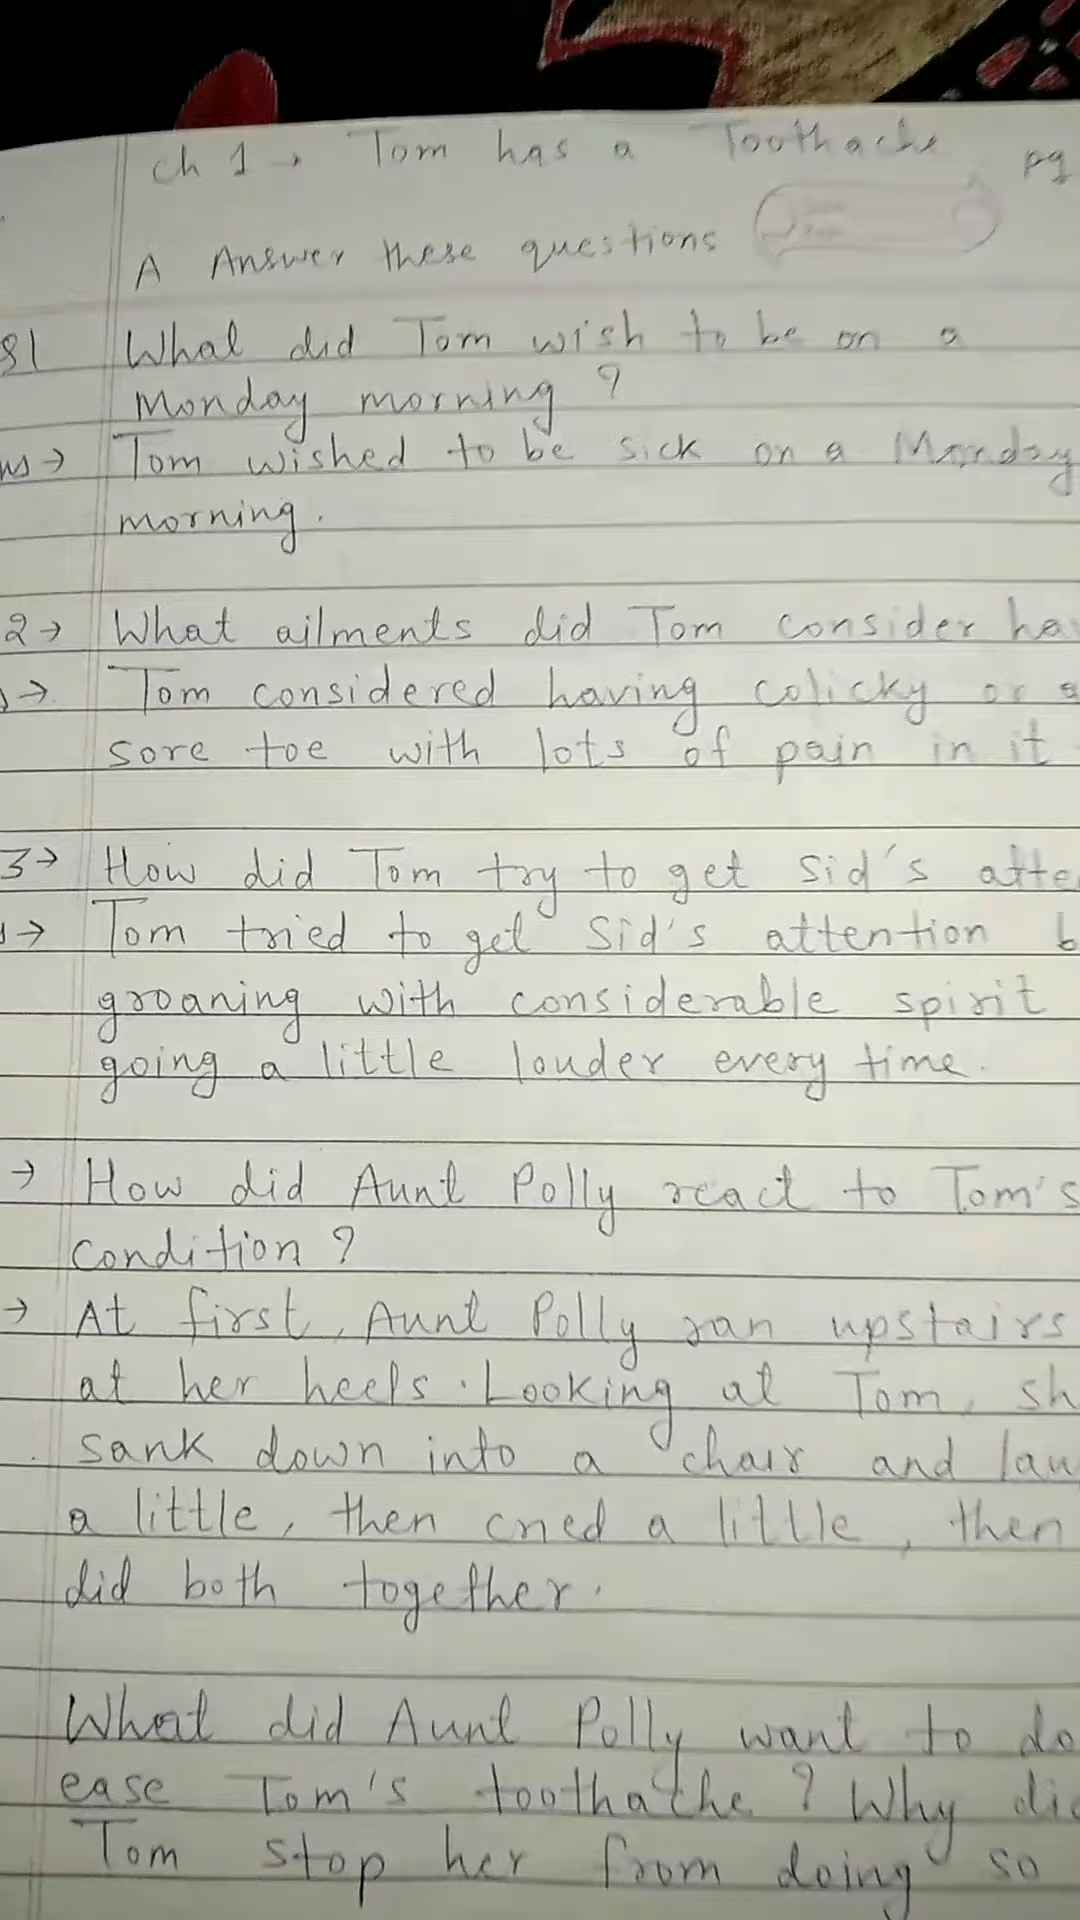 Ch 1 → Tom has a Toothache pg
A Answer these questions
What did Tom wish to be on a
Monday morning ?
→ Tom wished to be sick on a Monday
morning.
2→ What ailments did Tom consider
→ Tom considered having colicky or a
sore toe with lots of pain in it
3→ How did Tom try to get Sid's
→ Tom tried to get Sid's attention
groaning with considerable spirit
going a little louder every time.
→ How did Aunt Polly react to Tom's
condition ?
→ At first, Aunt Polly ran upstairs
at her heels. Looking at Tom,
sank down into a chair and
a little, then cried a little, then
did both together.
What did Aunt Polly want to do
ease Tom's toothache ? Why
Tom stop her from doing so